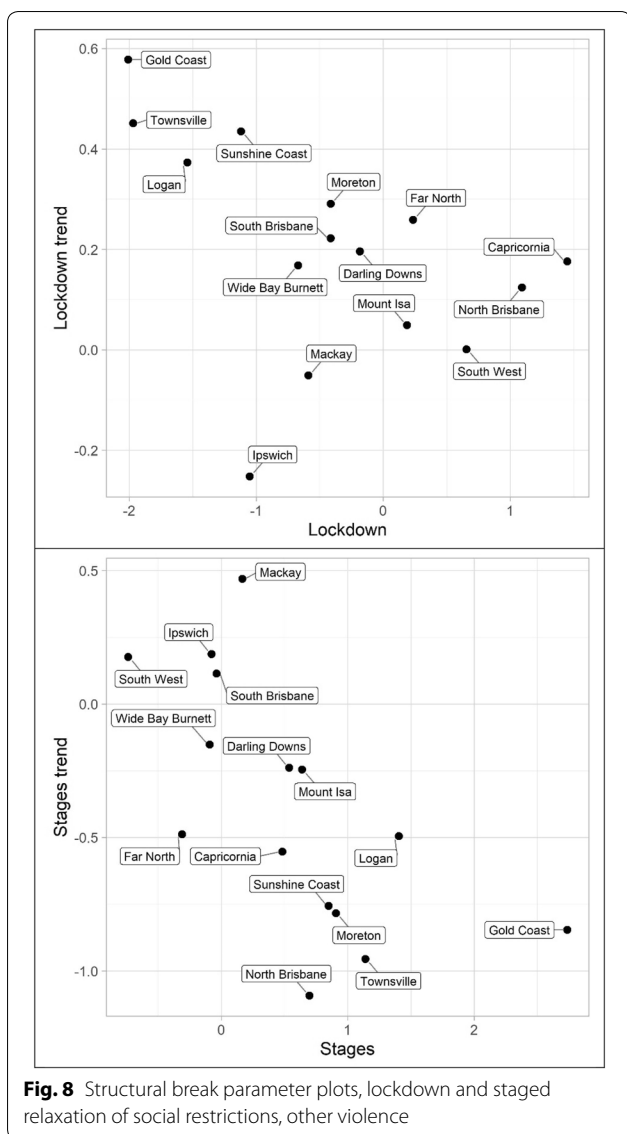 0.6
Gold Coast
Townsville
Sunshine Coast
0.4
Logan
Moreton
Far North
South Brisbane
Capricornia
0.2
Wide Bay Burnett
Darling Downs
Mount Isa
North Brisbane
Mackay
South West
0.0
Ipswich
-0.2
Lockdown trend
-2
-1
0
1
Lockdown
0.5
Mackay
Ipswich
South West
South Brisbane
0.0
Wide Bay Burnett
Darling Downs
Mount Isa
-0.5
Far North
Capricornia
Logan
Sunshine Coast
Moreton
Gold Coast
North Brisbane
Townsville
-1.0
Stages trend
0
1
2
Stages
Fig. 8 Structural break parameter plots, lockdown and staged
relaxation of social restrictions, other violence